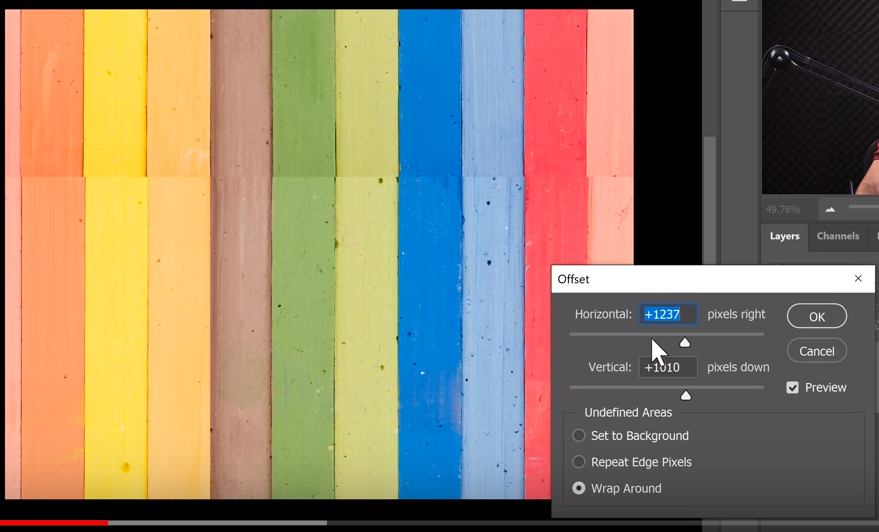 49.76%
Layers Channels
Offset
Horizontal: +1237 pixels right
OK
Vertical: +1010 pixels down
Cancel
Preview
Undefined Areas
Set to Background
Repeat Edge Pixels
Wrap Around